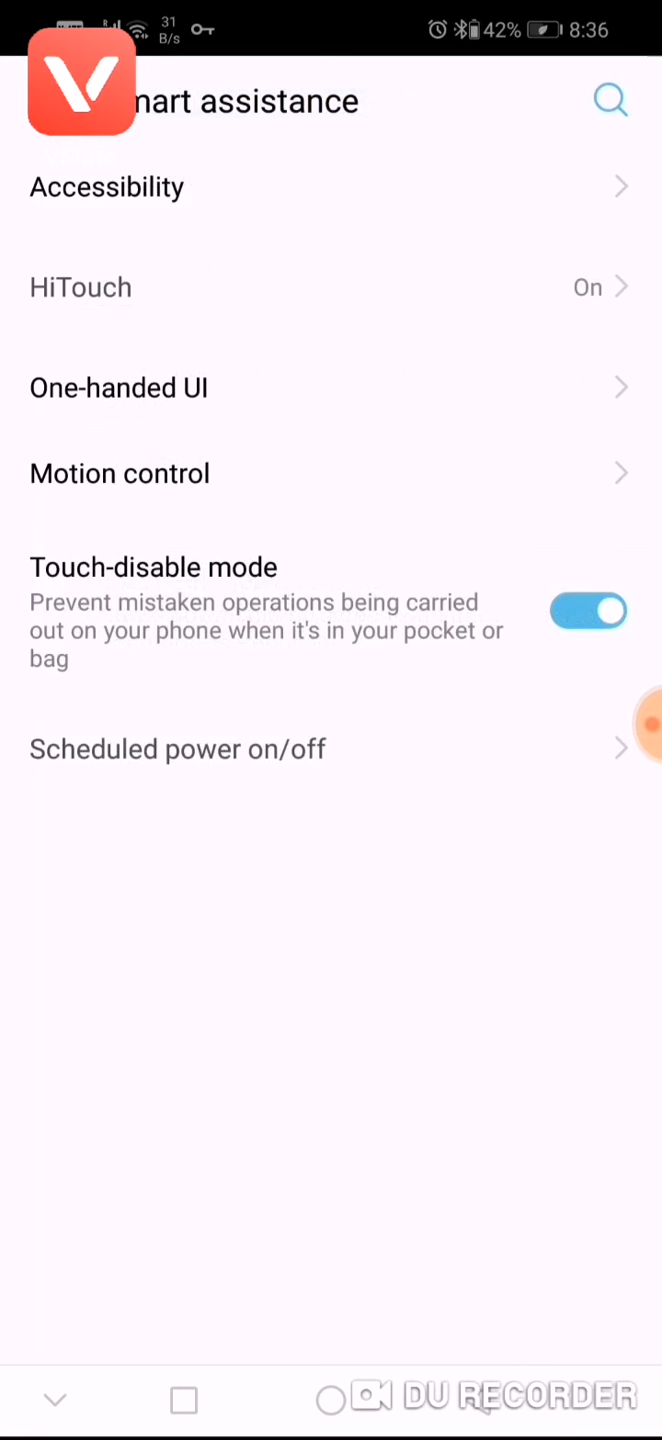 31
B/s
42%
8:36
mart assistance
Accessibility
HiTouch
On
One-handed UI
Motion control
Touch-disable mode
Prevent mistaken operations being carried
out on your phone when it's in your pocket or
bag
Scheduled power on/off
DU RECORDER